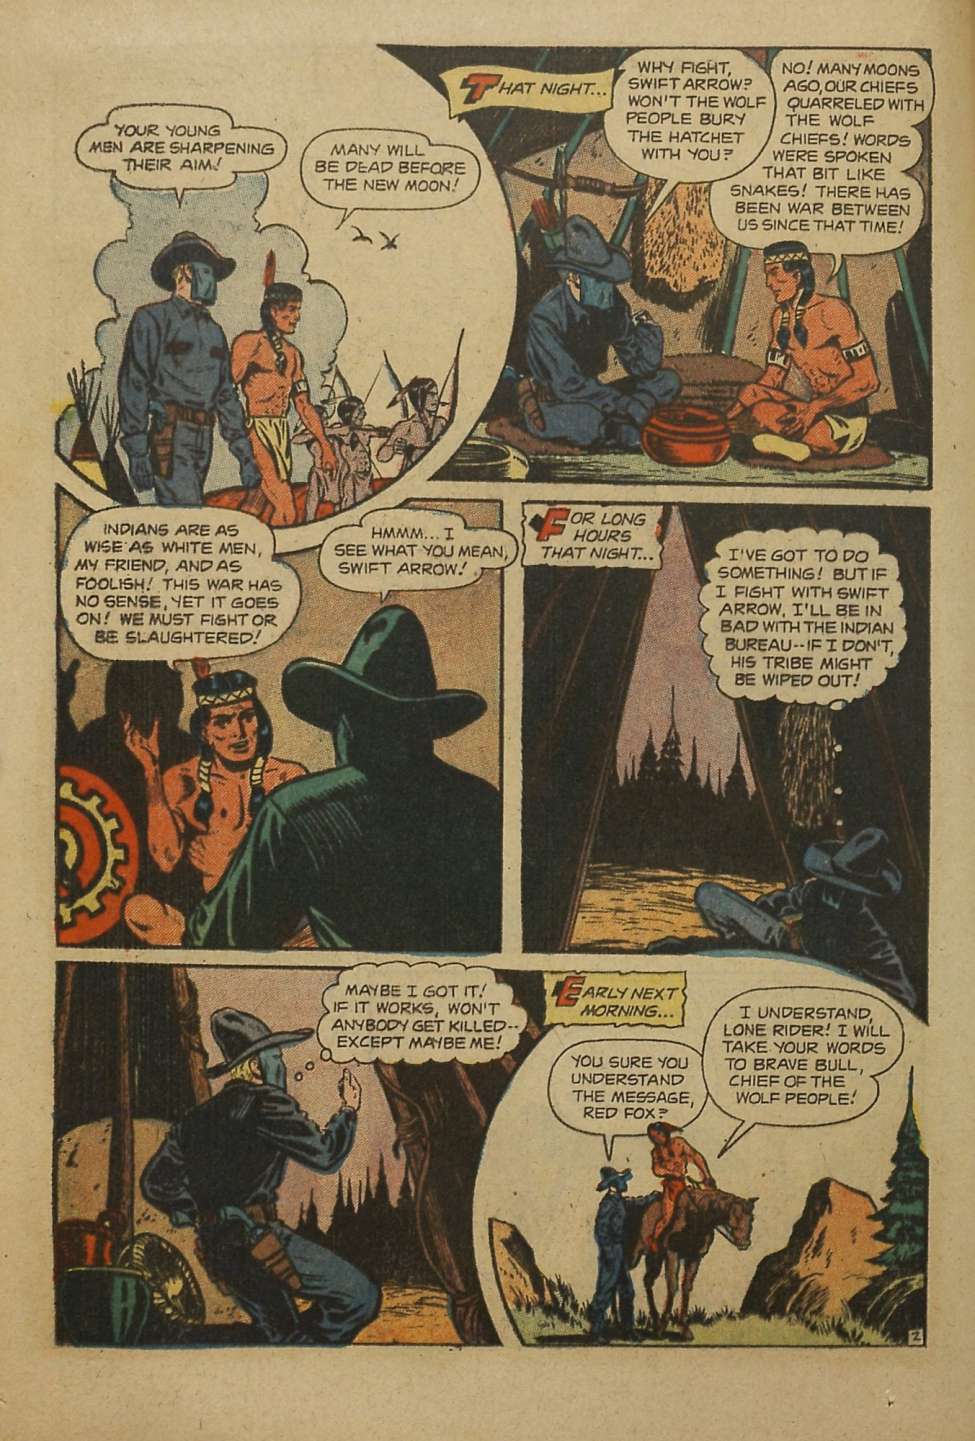 YOUR YOUNG
MEN ARE SHARPENING
THEIR AIM!
MANY WILL
BE DEAD BEFORE
THE NEW MOON!
THAT NIGHT...
WHY FIGHT,
SWIFT ARROW?
WON'T THE WOLF
PEOPLE BURY
THE HATCHET
WITH YOU?
NO! MANY MOONS
AGO, OUR CHIEFS
QUARRELED WITH
THE WOLF
CHIEFS! WORDS
WERE SPOKEN
THAT BIT LIKE
SNAKES! THERE HAS
BEEN WAR BETWEEN
US SINCE THAT TIME!
INDIANS ARE AS
WISE AS WHITE MEN,
MY FRIEND, AND AS
FOOLISH! THIS WAR HAS
NO SENSE, YET IT GOES
ON! WE MUST FIGHT OR
BE SLAUGHTERED!
HMMM... I
SEE WHAT YOU MEAN,
SWIFT ARROW!
FOR LONG
HOURS
THAT NIGHT...
I'VE GOT TO DO
SOMETHING! BUT IF
I FIGHT WITH SWIFT
ARROW, I'LL BE IN
BAD WITH THE INDIAN
BUREAU--IF I DON'T,
HIS TRIBE MIGHT
BE WIPED OUT!
MAYBE I GOT IT!
IF IT WORKS, WON'T
ANYBODY GET KILLED--
EXCEPT MAYBE ME!
EARLY NEXT
MORNING...
YOU SURE YOU
UNDERSTAND
THE MESSAGE,
RED FOX?
I UNDERSTAND,
LONE RIDER! I WILL
TAKE YOUR WORDS
TO BRAVE BULL,
CHIEF OF THE
WOLF PEOPLE!
2